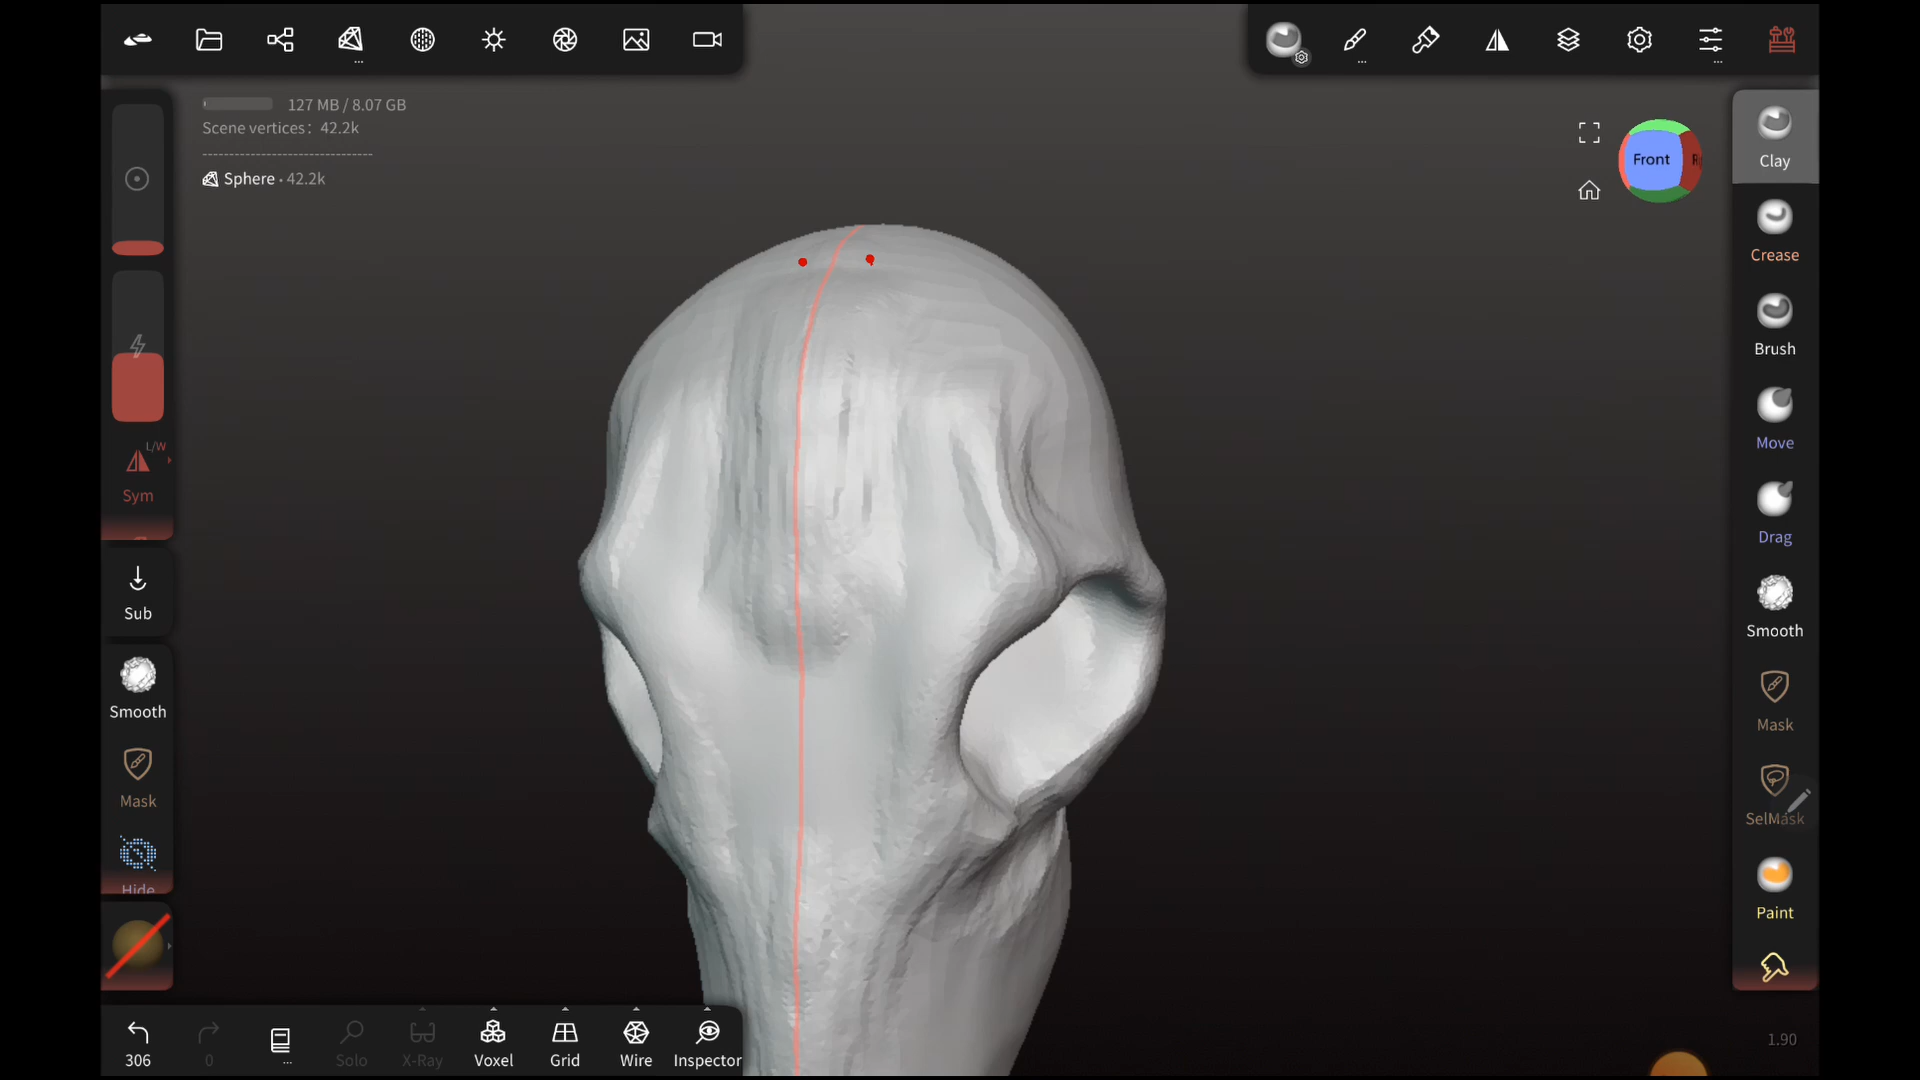 127 MB / 8.07 GB
Scene vertices: 42.2k
Sphere • 42.2k
Front
R
L/W
Sym
Sub
Smooth
Mask
Hide
Clay
Crease
Brush
Move
Drag
Smooth
Mask
SelMask
Paint
306
0
Solo
X-Ray
Voxel
Grid
Wire
Inspector
1.90